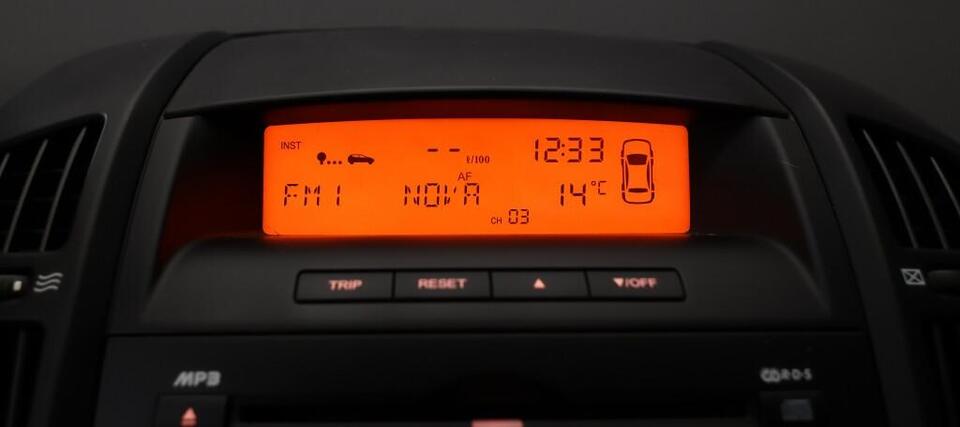 INST -- ℓ/100 12:33
AF
FM1 NOVA 14°C
CH 03
TRIP RESET ▲ ▼/OFF
MP3 CD R·D·S